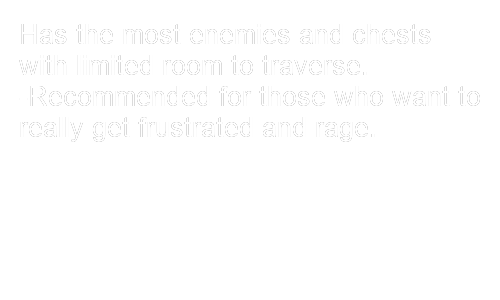 Has the most enemies and chests
with limited room to traverse.
Recommended for those who want to
really get frustrated and rage.